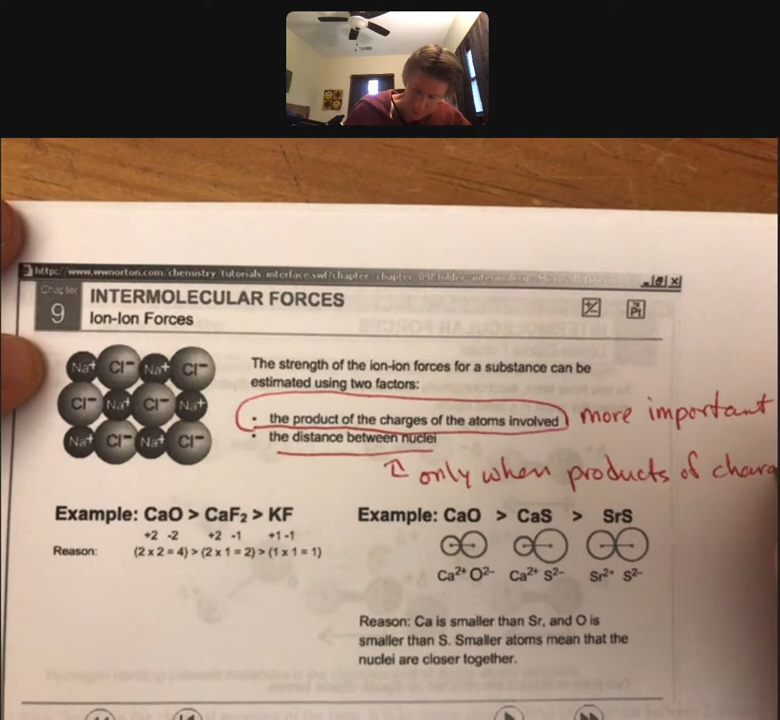 http://www.wwnorton.com/chemistry/tutorials
Chapter
9
INTERMOLECULAR FORCES
Ion-Ion Forces
Na+ Cl− Na+ Cl−
Cl− Na+ Cl− Na+
Na+ Cl− Na+ Cl−
The strength of the ion-ion forces for a substance can be
estimated using two factors:
• the product of the charges of the atoms involved
more important
• the distance between nuclei
only when products of charg
Example: CaO > CaF₂ > KF
+2 -2 +2 -1 +1 -1
Reason: (2 x 2 = 4) > (2 x 1 = 2) > (1 x 1 = 1)
Example: CaO > CaS > SrS
Ca²⁺ O²⁻ Ca²⁺ S²⁻ Sr²⁺ S²⁻
Reason: Ca is smaller than Sr, and O is
smaller than S. Smaller atoms mean that the
nuclei are closer together.